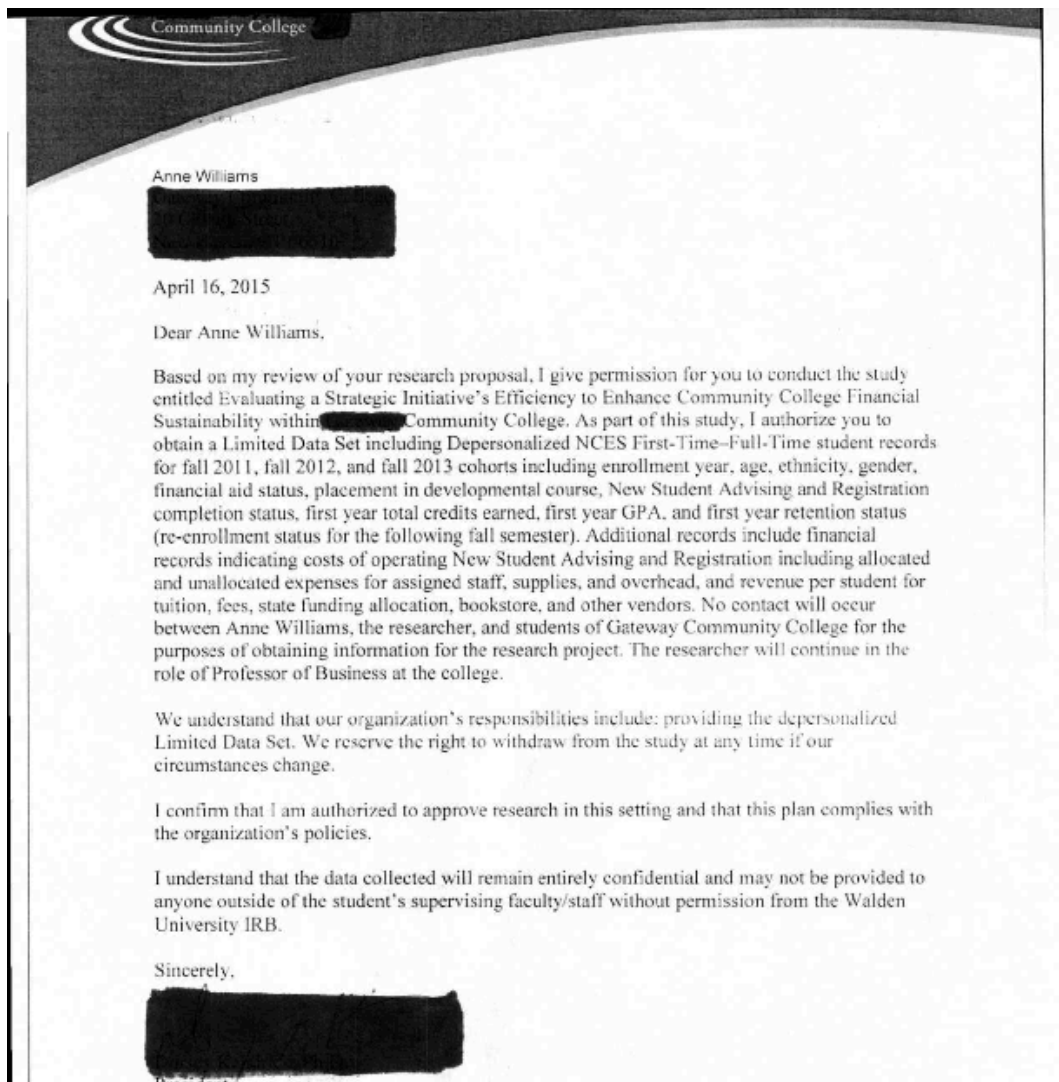 Community College
Anne Williams
April 16, 2015
Dear Anne Williams,
Based on my review of your research proposal, I give permission for you to conduct the study
entitled Evaluating a Strategic Initiative's Efficiency to Enhance Community College Financial
Sustainability within Community College. As part of this study, I authorize you to
obtain a Limited Data Set including Depersonalized NCES First-Time–Full-Time student records
for fall 2011, fall 2012, and fall 2013 cohorts including enrollment year, age, ethnicity, gender,
financial aid status, placement in developmental course, New Student Advising and Registration
completion status, first year total credits earned, first year GPA, and first year retention status
(re-enrollment status for the following fall semester). Additional records include financial
records indicating costs of operating New Student Advising and Registration including allocated
and unallocated expenses for assigned staff, supplies, and overhead, and revenue per student for
tuition, fees, state funding allocation, bookstore, and other vendors. No contact will occur
between Anne Williams, the researcher, and students of Gateway Community College for the
purposes of obtaining information for the research project. The researcher will continue in the
role of Professor of Business at the college.
We understand that our organization's responsibilities include: providing the depersonalized
Limited Data Set. We reserve the right to withdraw from the study at any time if our
circumstances change.
I confirm that I am authorized to approve research in this setting and that this plan complies with
the organization's policies.
I understand that the data collected will remain entirely confidential and may not be provided to
anyone outside of the student's supervising faculty/staff without permission from the Walden
University IRB.
Sincerely,